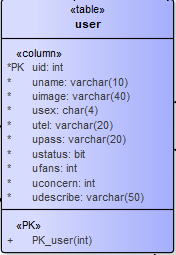 «table»
user
«column»
*PK uid: int
* uname: varchar(10)
* uimage: varchar(40)
* usex: char(4)
* utel: varchar(20)
* upass: varchar(20)
* ustatus: bit
* ufans: int
* uconcern: int
* udescribe: varchar(50)
«PK»
+ PK_user(int)